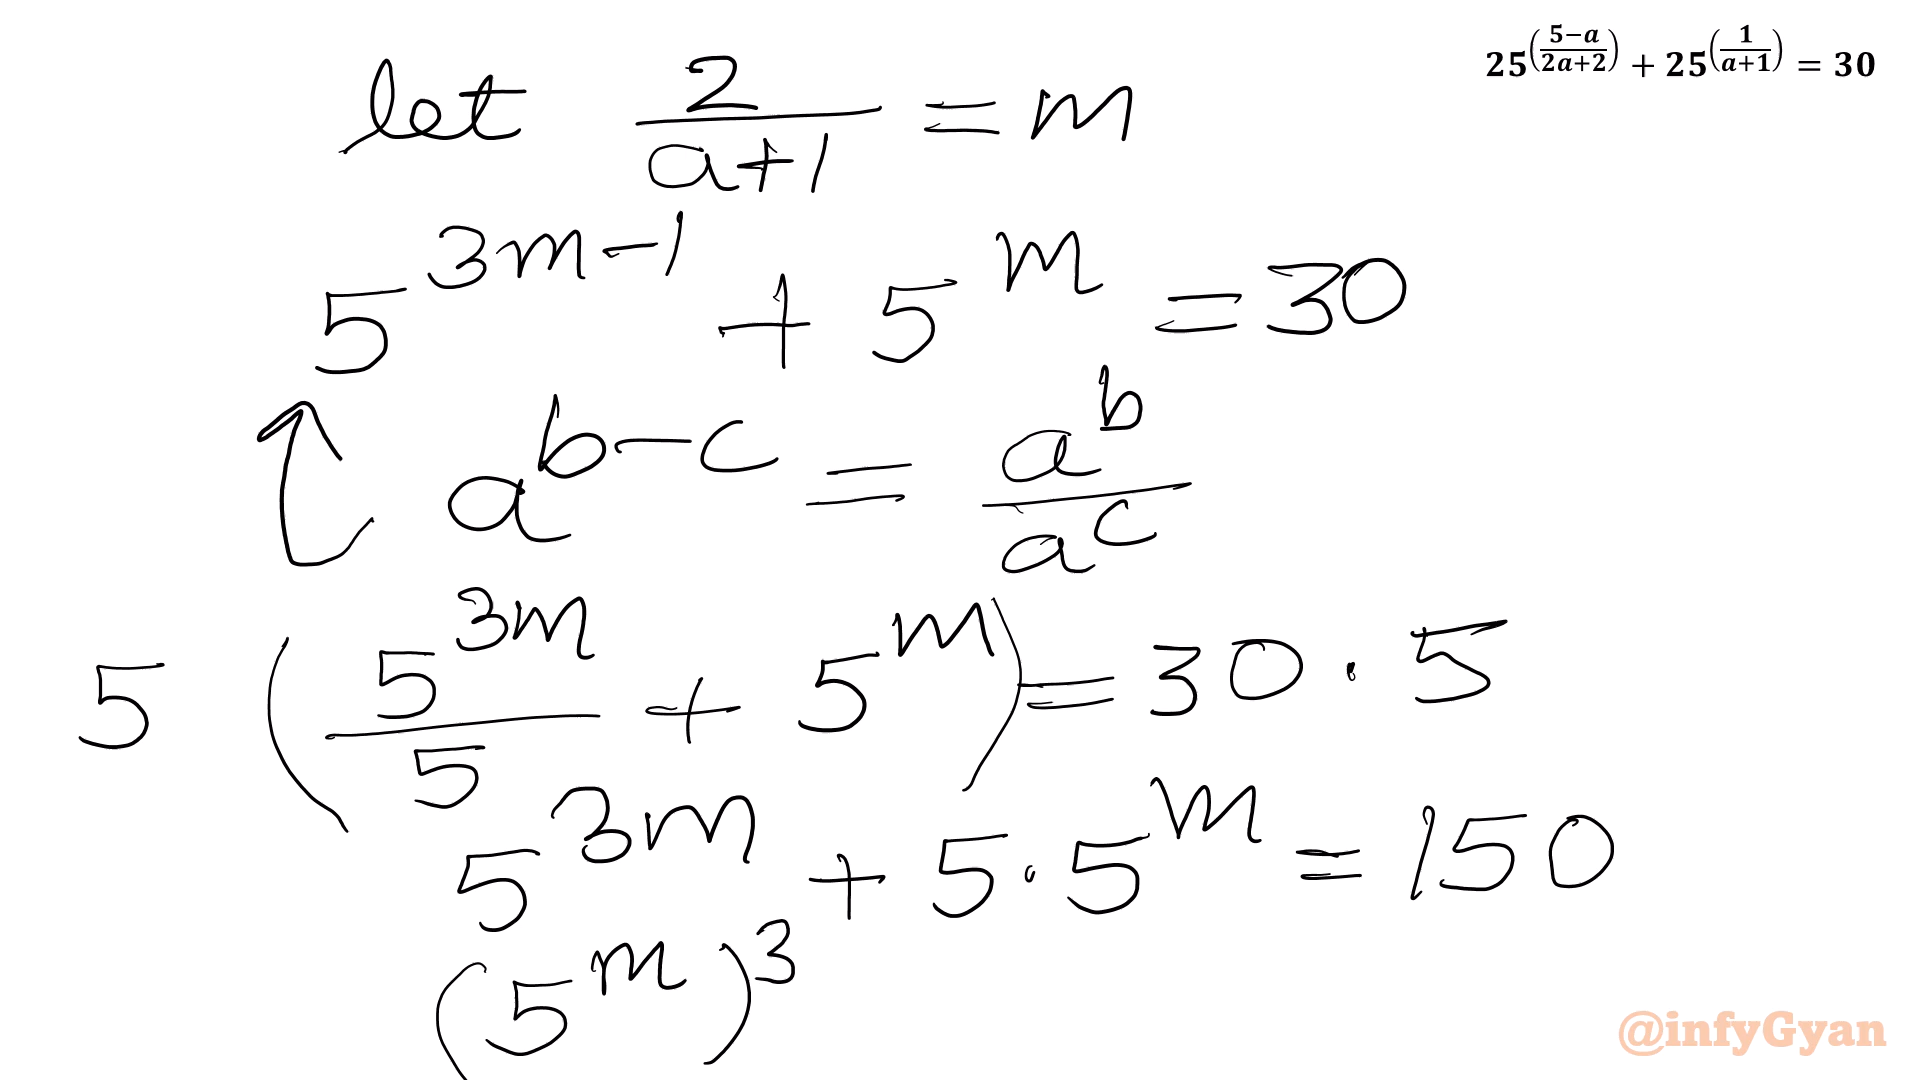 25^((5-a)/(2a+2)) + 25^(1/(a+1)) = 30
let 2/(a+1) = m
5^(3m-1) + 5^m = 30
a^(b-c) = a^b/a^c
5 (5^(3m)/5 + 5^m) = 30 · 5
5^(3m) + 5 · 5^m = 150
(5^m)^3
@infyGyan